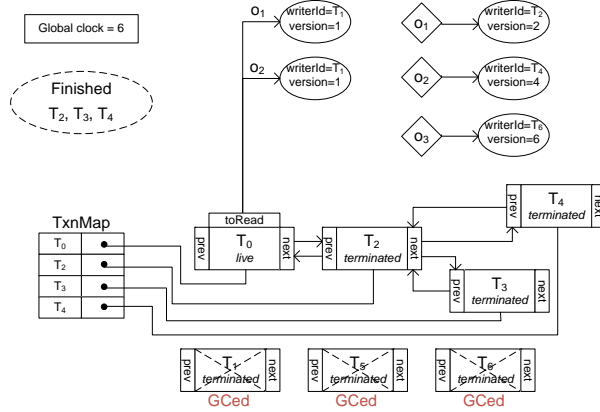 Global clock = 6
Finished
T2, T3, T4
o1
writerId=T1
version=1
o2
writerId=T1
version=1
o1
writerId=T2
version=2
o2
writerId=T4
version=4
o3
writerId=T6
version=6
TxnMap
T0
T2
T3
T4
toRead
prev
T0
live
next
prev
T2
terminated
next
prev
T4
terminated
next
prev
T3
terminated
next
prev
T1
terminated
next
GCed
prev
T5
terminated
next
GCed
prev
T6
terminated
next
GCed